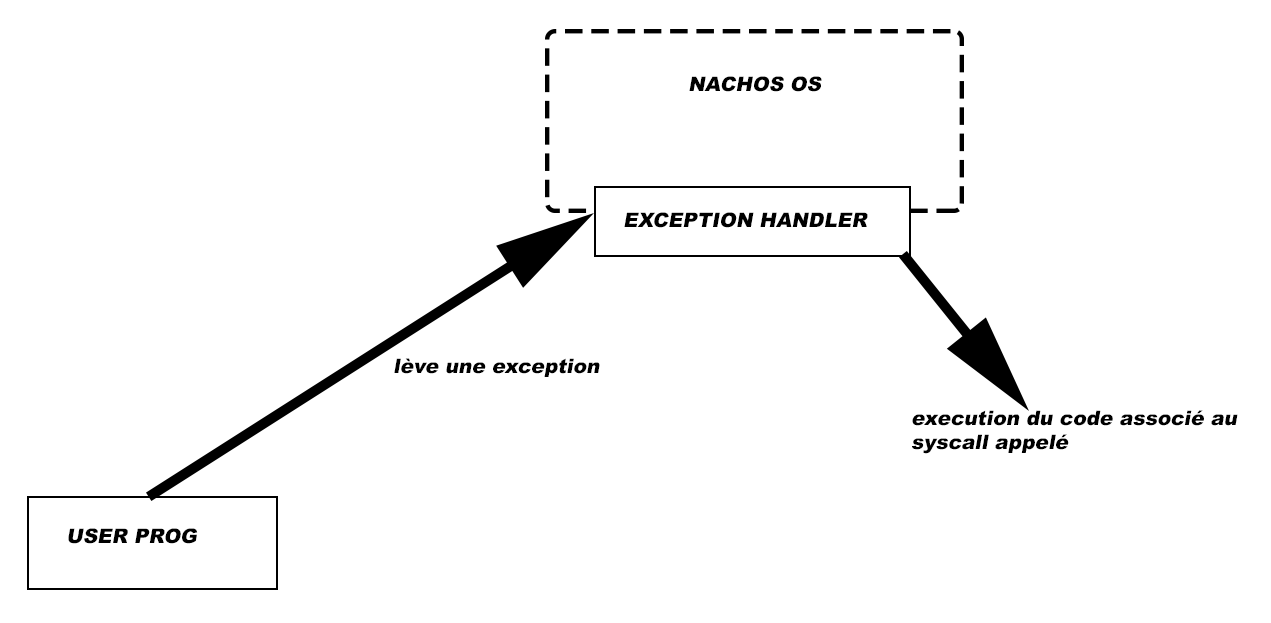 NACHOS OS
EXCEPTION HANDLER
lève une exception
execution du code associé au
syscall appelé
USER PROG